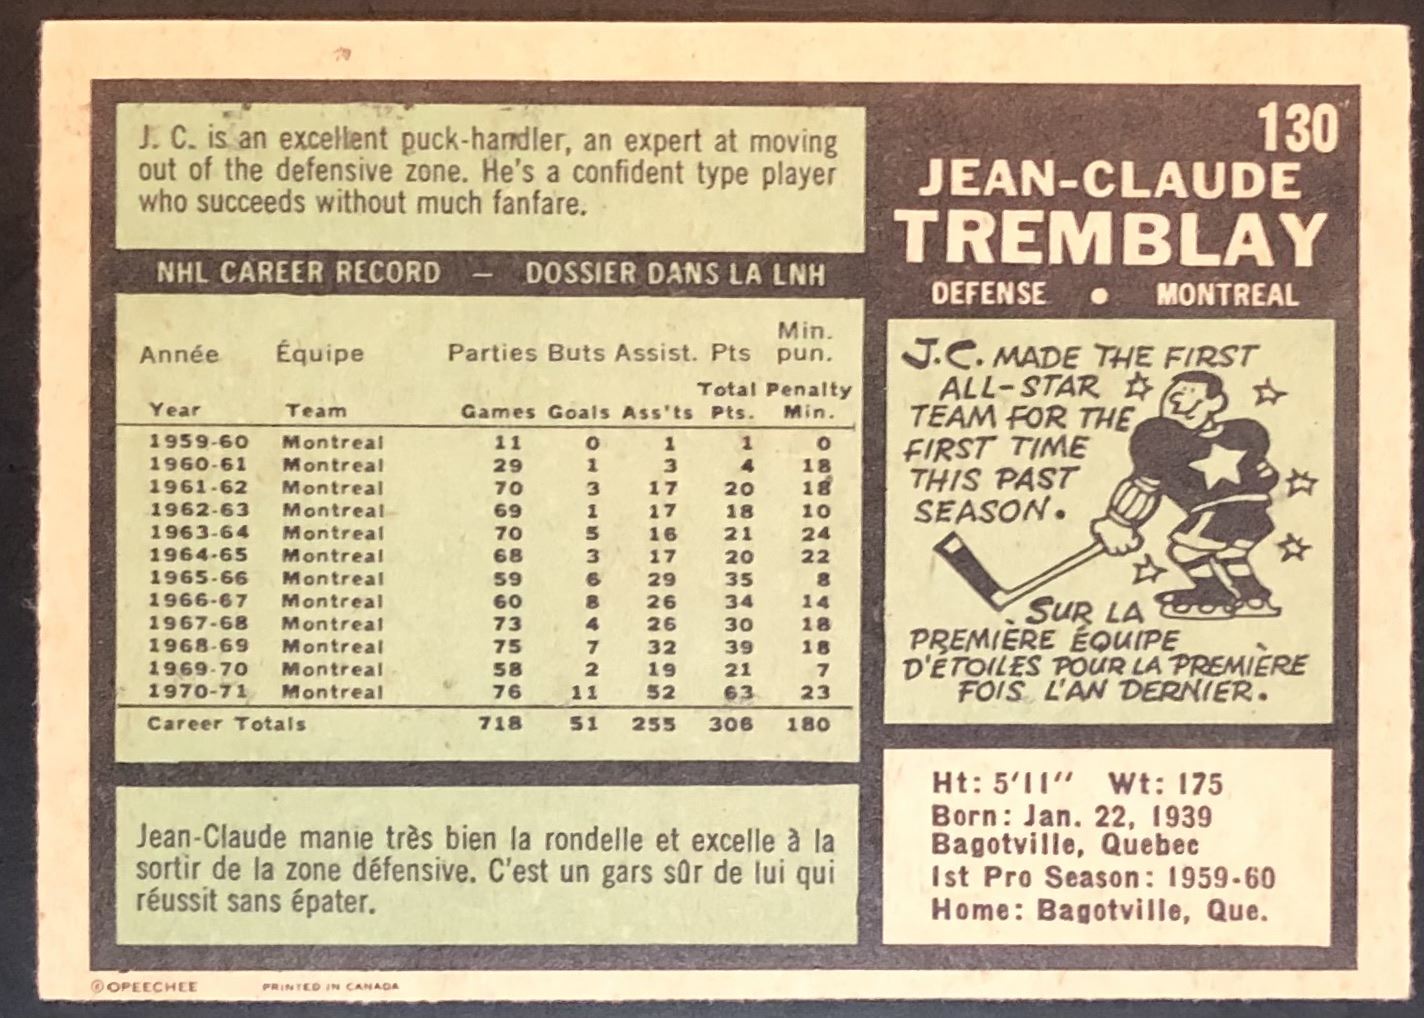 130
JEAN-CLAUDE
TREMBLAY
DEFENSE • MONTREAL
J. C. is an excellent puck-handler, an expert at moving
out of the defensive zone. He's a confident type player
who succeeds without much fanfare.
NHL CAREER RECORD – DOSSIER DANS LA LNH
Min.
Année Équipe Parties Buts Assist. Pts pun.
Total Penalty
Year Team Games Goals Ass'ts Pts. Min.
1959-60 Montreal 11 0 1 1 0
1960-61 Montreal 29 1 3 4 18
1961-62 Montreal 70 3 17 20 18
1962-63 Montreal 69 1 17 18 10
1963-64 Montreal 70 5 16 21 24
1964-65 Montreal 68 3 17 20 22
1965-66 Montreal 59 6 29 35 8
1966-67 Montreal 60 8 26 34 14
1967-68 Montreal 73 4 26 30 18
1968-69 Montreal 75 7 32 39 18
1969-70 Montreal 58 2 19 21 7
1970-71 Montreal 76 11 52 63 23
Career Totals 718 51 255 306 180
Jean-Claude manie très bien la rondelle et excelle à la
sortir de la zone défensive. C'est un gars sûr de lui qui
réussit sans épater.
J.C. MADE THE FIRST
ALL-STAR
TEAM FOR THE
FIRST TIME
THIS PAST
SEASON.
SUR LA
PREMIÈRE ÉQUIPE
D'ÉTOILES POUR LA PREMIÈRE
FOIS L'AN DERNIER.
Ht: 5'11" Wt: 175
Born: Jan. 22, 1939
Bagotville, Quebec
1st Pro Season: 1959-60
Home: Bagotville, Que.
© OPEECHEE PRINTED IN CANADA